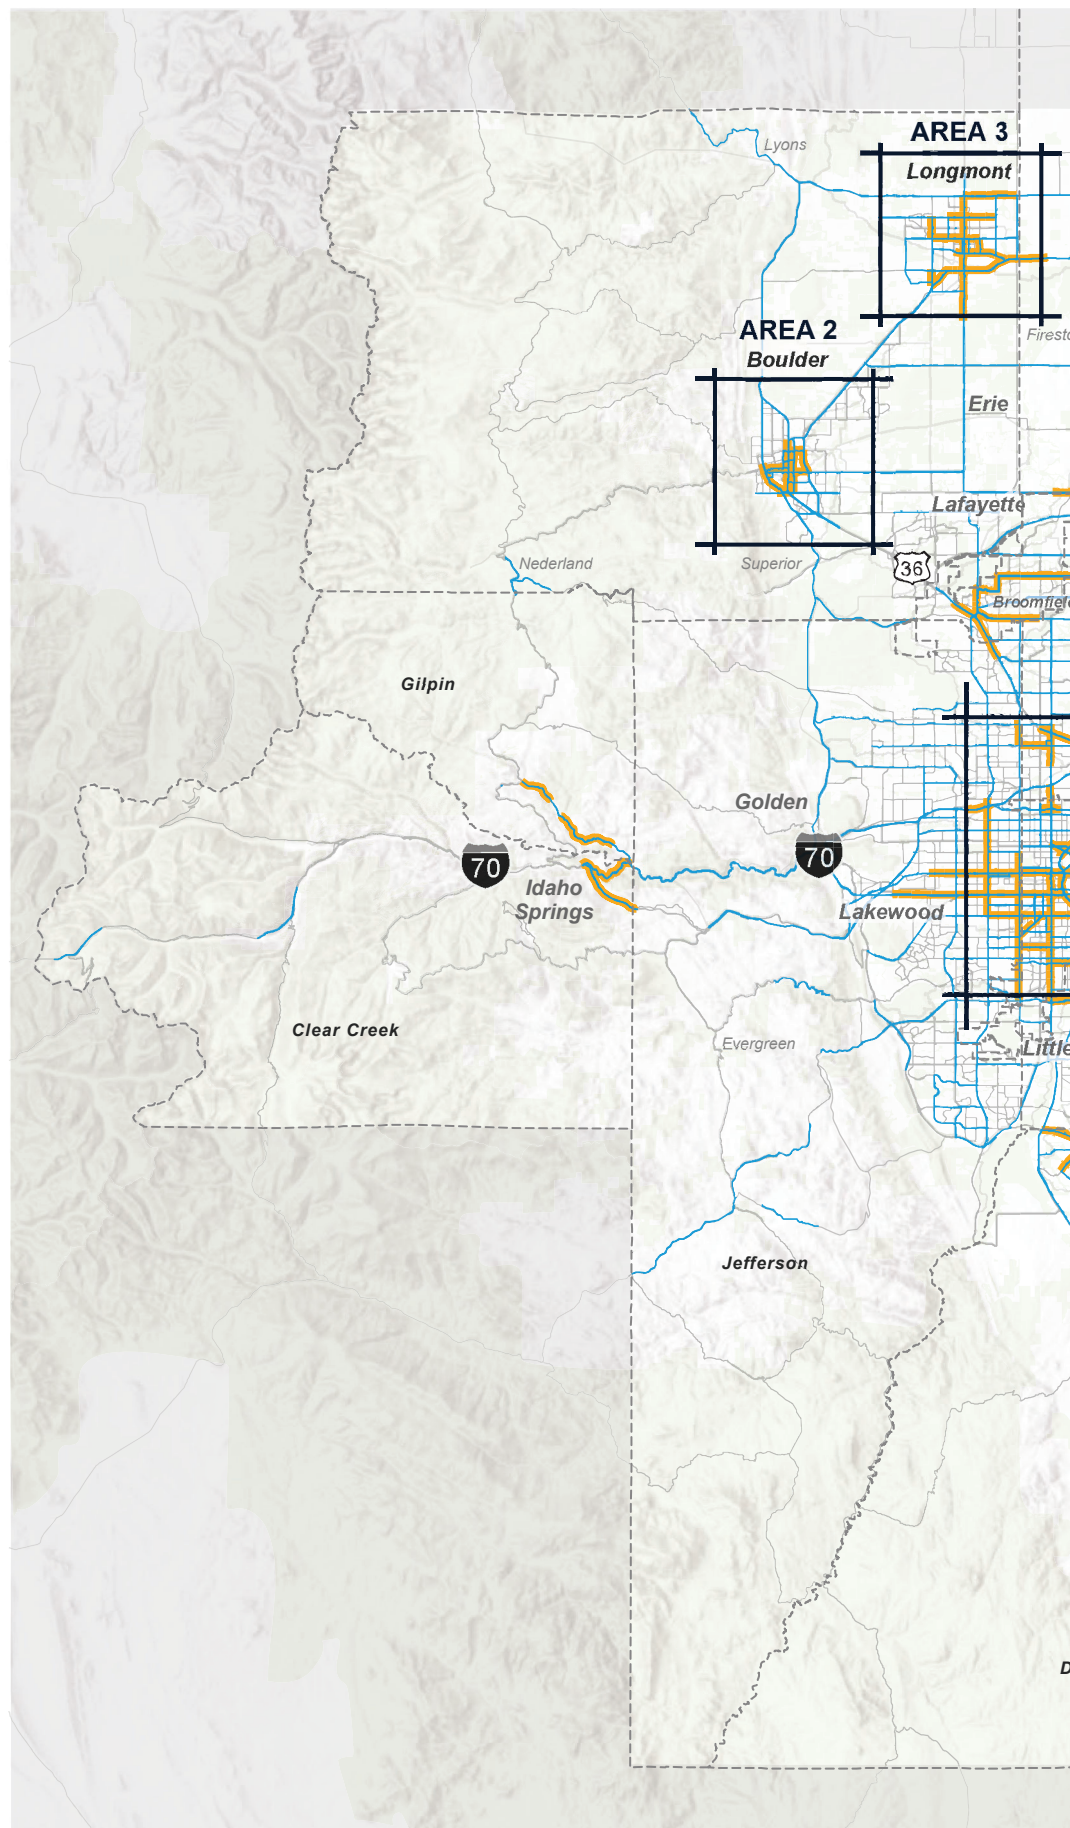 AREA 3
Lyons
Longmont
AREA 2
Boulder
Firesto
Erie
Lafayette
Nederland
Superior
36
Broomfield
Gilpin
Golden
70
70
Idaho
Springs
Lakewood
Clear Creek
Evergreen
Little
Jefferson
D